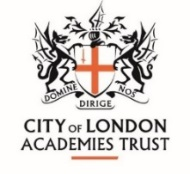 DOMINE DIRIGE NOS
CITY OF LONDON
ACADEMIES TRUST